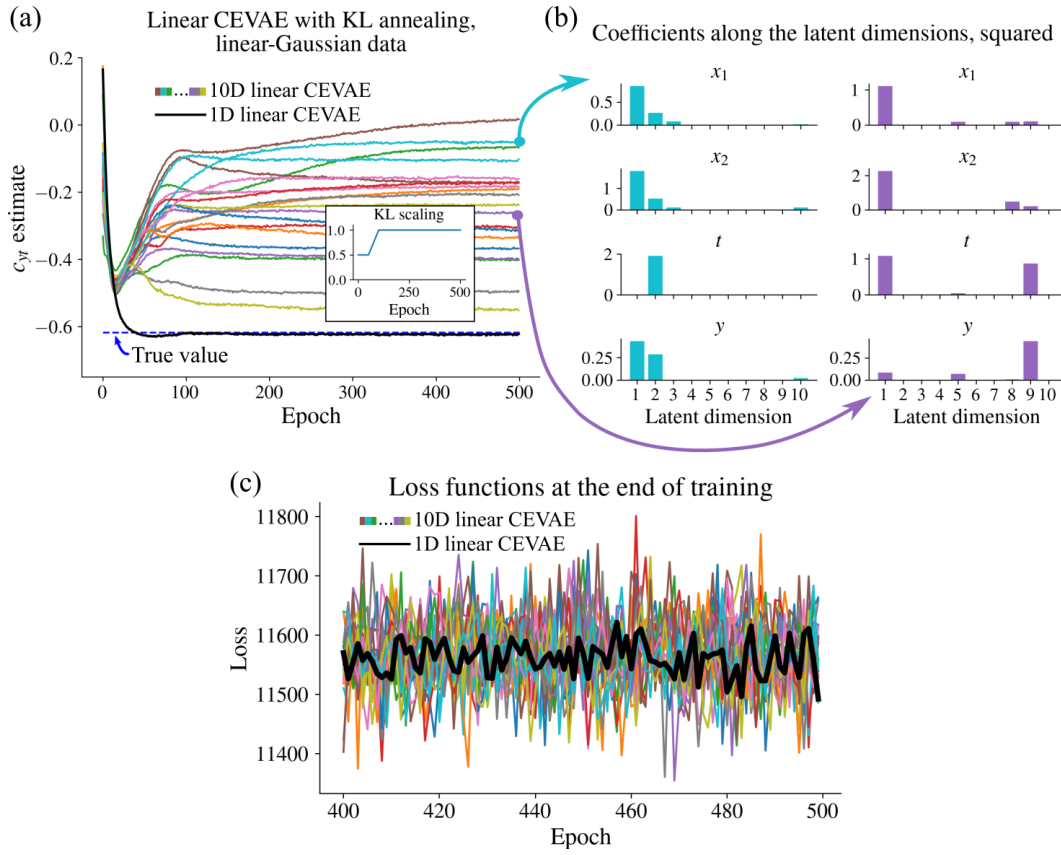 (a)
Linear CEVAE with KL annealing,
linear-Gaussian data
0.2
0.0
−0.2
−0.4
−0.6
c_yt estimate
...
10D linear CEVAE
1D linear CEVAE
KL scaling
1.0
0.5
0.0
0
250
500
Epoch
True value
0
100
200
300
400
500
Epoch
(b)
Coefficients along the latent dimensions, squared
x₁
0.5
0.0
x₁
1
0
x₂
1
0
x₂
2
0
t
2
0
t
1
0
y
0.25
0.00
1 2 3 4 5 6 7 8 9 10
Latent dimension
y
0.25
0.00
1 2 3 4 5 6 7 8 9 10
Latent dimension
(c)
Loss functions at the end of training
...
10D linear CEVAE
1D linear CEVAE
11800
11700
11600
11500
11400
Loss
400
420
440
460
480
500
Epoch